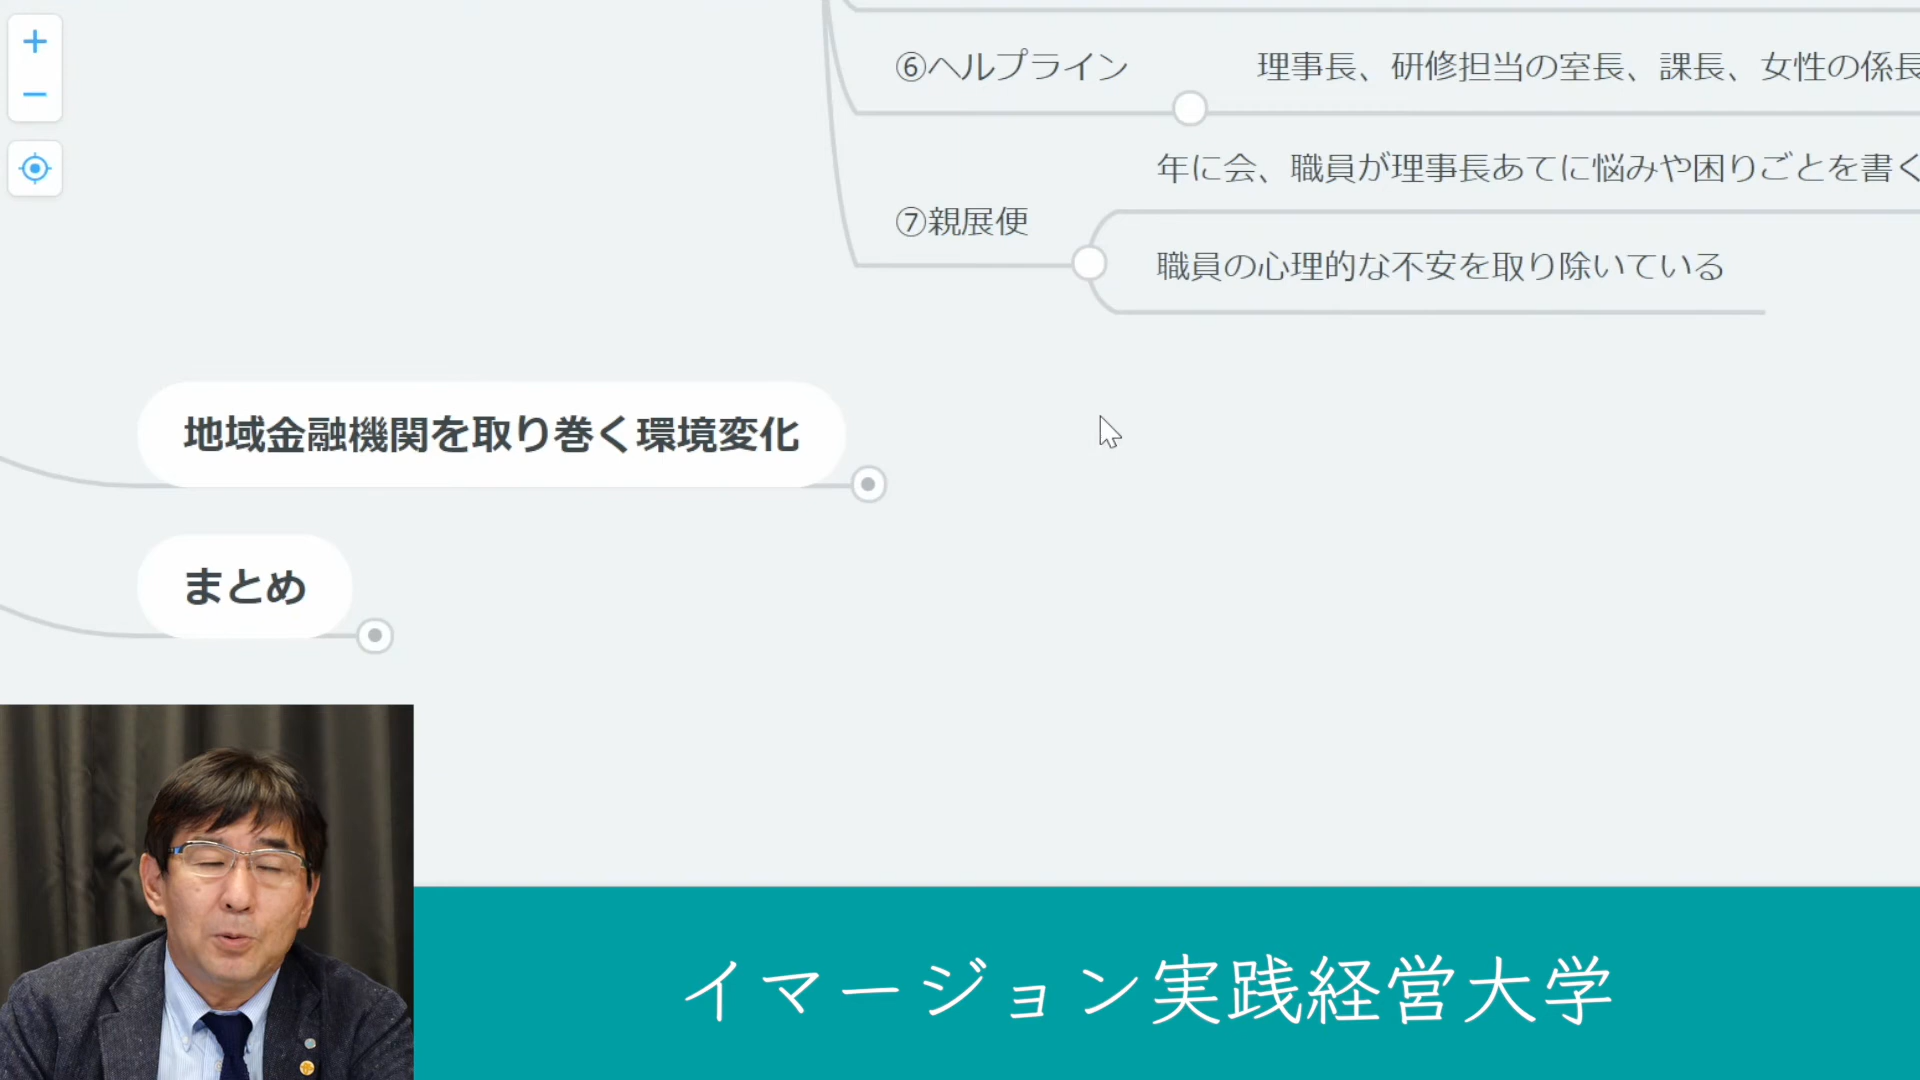 ⑥ヘルプライン
理事長、研修担当の室長、課長、女性の係長
年に会、職員が理事長あてに悩みや困りごとを書く
⑦親展便
職員の心理的な不安を取り除いている
地域金融機関を取り巻く環境変化
まとめ
イマージョン実践経営大学